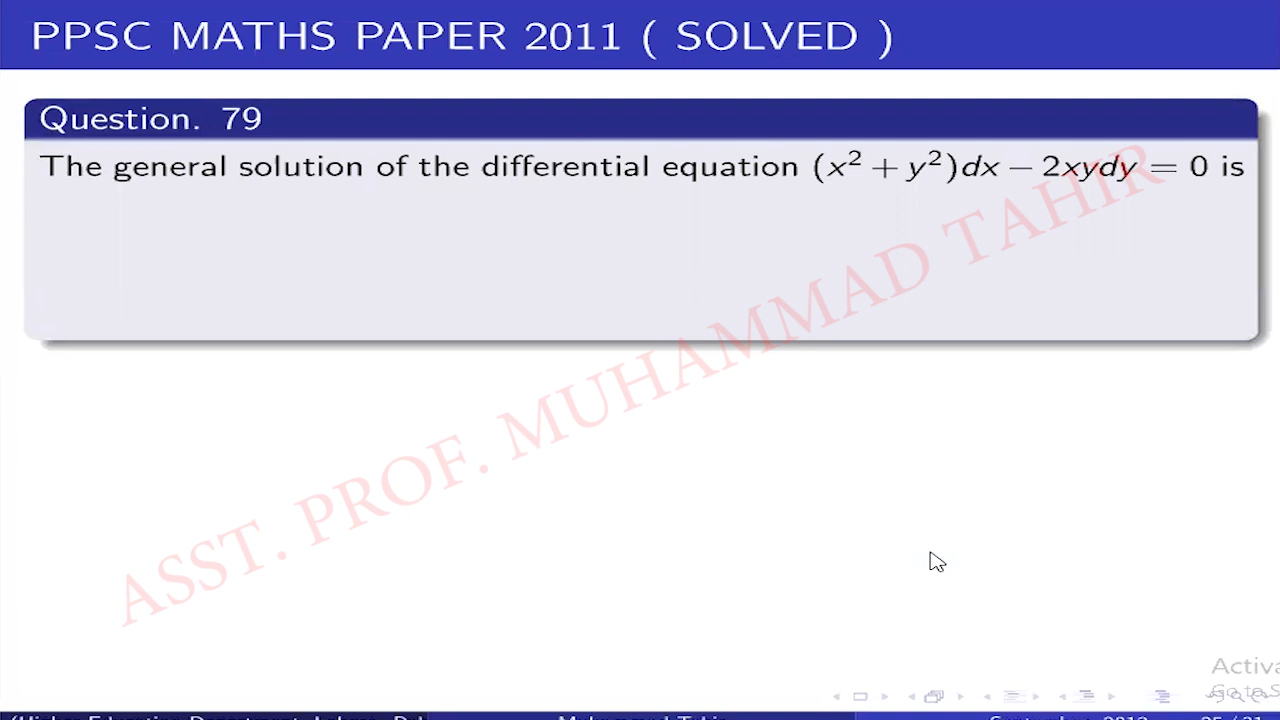 PPSC MATHS PAPER 2011 ( SOLVED )
Question. 79
The general solution of the differential equation (x² + y²)dx − 2xydy = 0 is
ASST. PROF. MUHAMMAD TAHIR